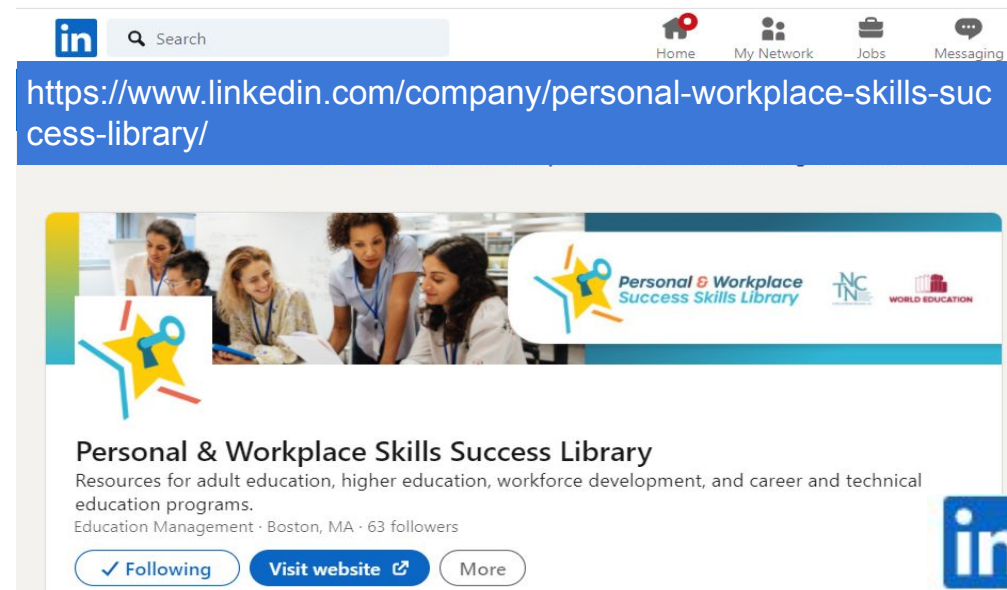 in
Search
Home
My Network
Jobs
Messaging
https://www.linkedin.com/company/personal-workplace-skills-suc
cess-library/
Personal & Workplace
Success Skills Library
NC
TN
WORLD EDUCATION
Personal & Workplace Skills Success Library
Resources for adult education, higher education, workforce development, and career and technical
education programs.
Education Management · Boston, MA · 63 followers
✓ Following
Visit website
More
in